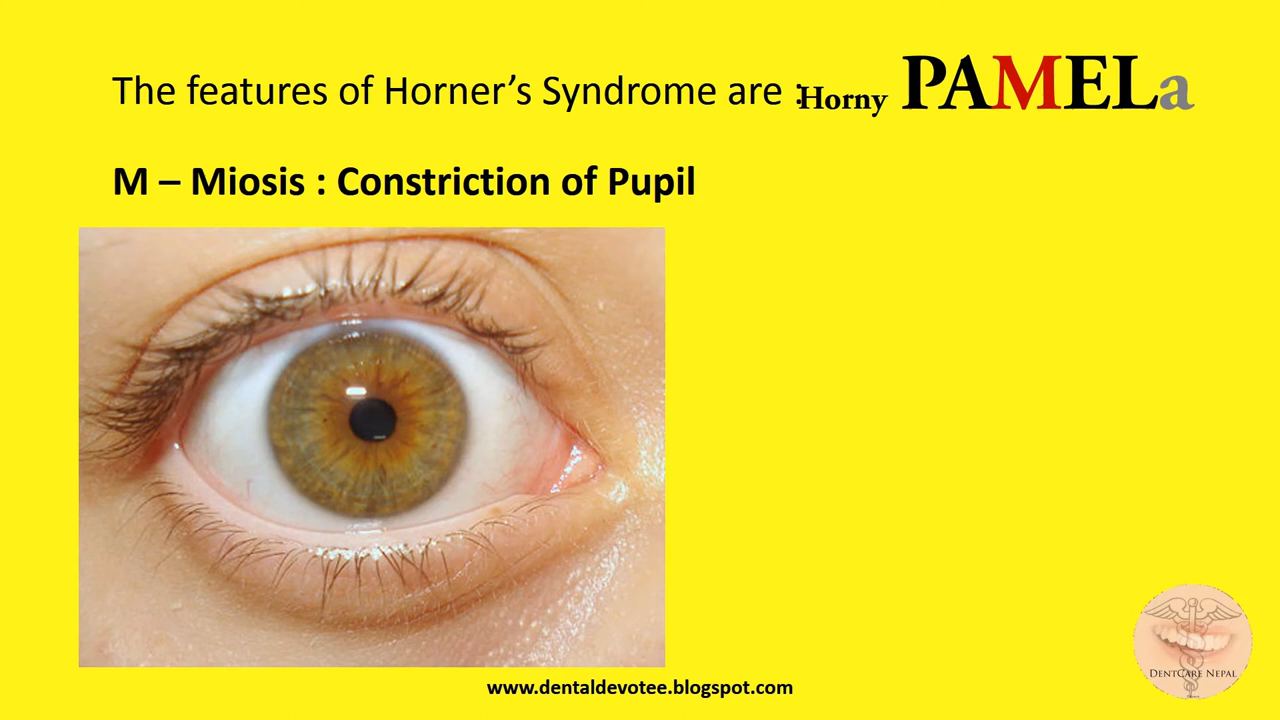 The features of Horner's Syndrome are : Horny PAMELa
M – Miosis : Constriction of Pupil
DENTCARE NEPAL
www.dentaldevotee.blogspot.com